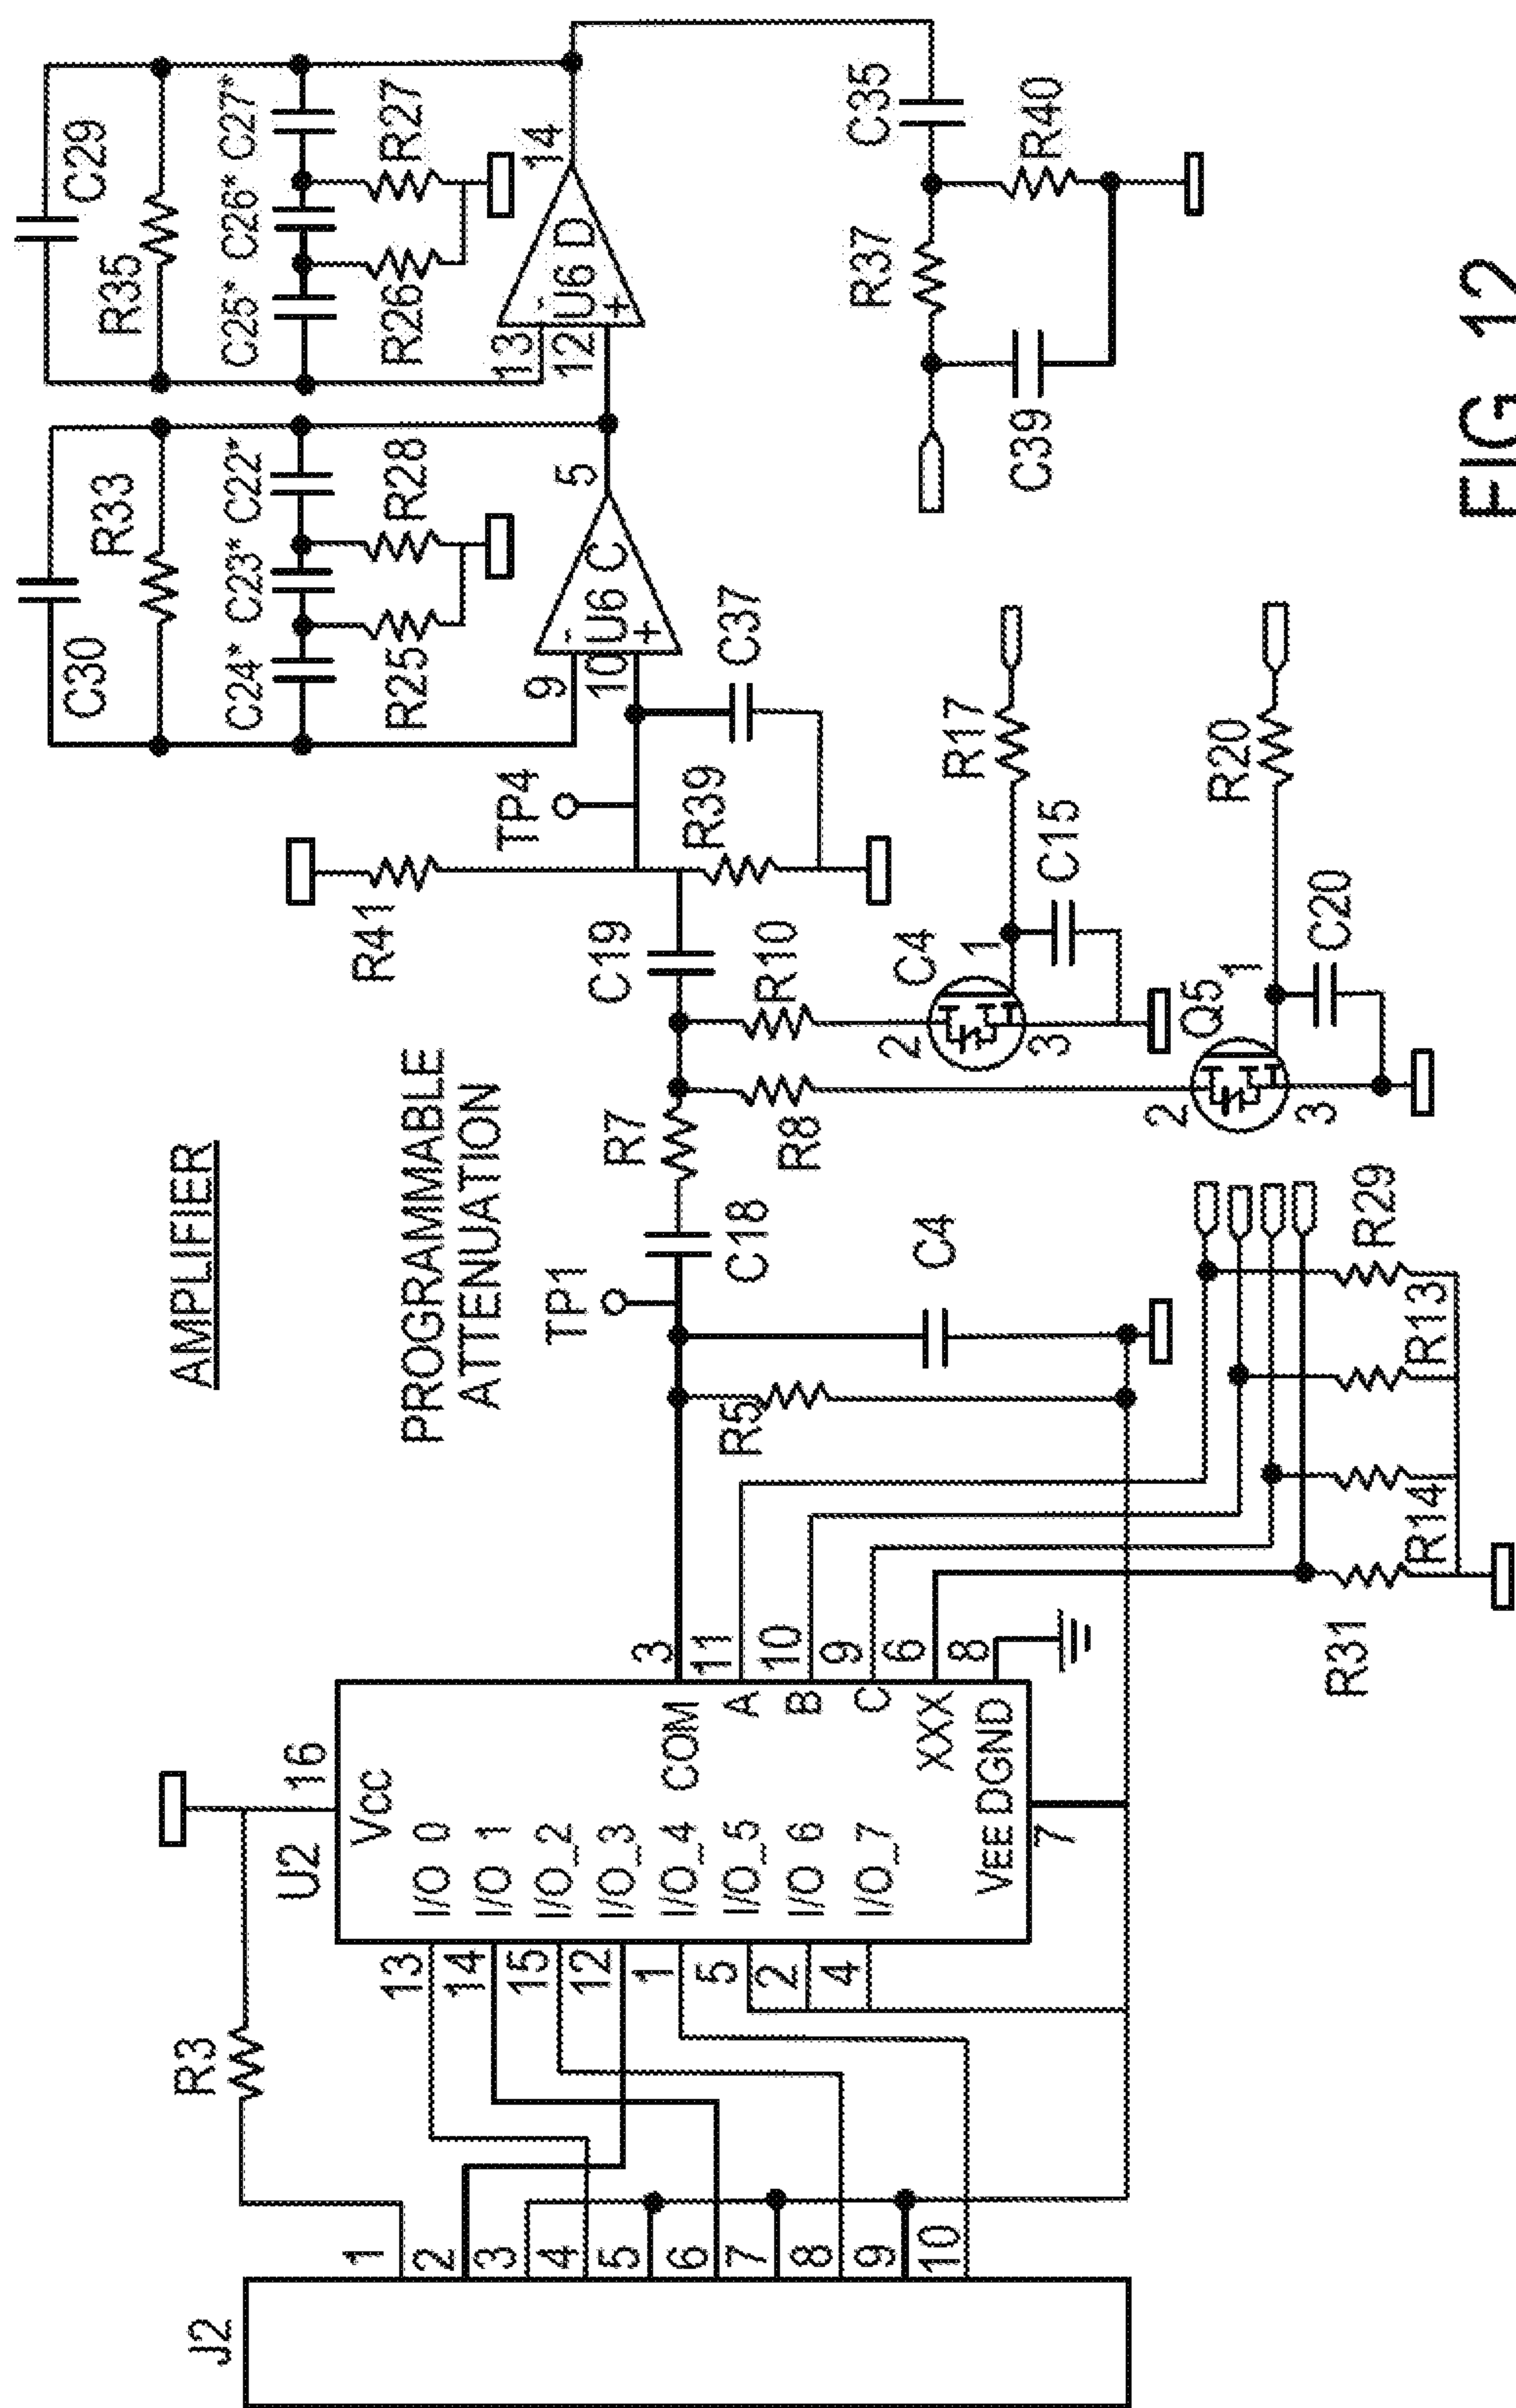 AMPLIFIER
PROGRAMMABLE
ATTENUATION
J2
1
2
3
4
5
6
7
8
9
10
R3
U2
16
Vcc
I/O 0
I/O 1
I/O_2
I/O_3
I/O_4
I/O_5
I/O 6
I/O_7
13
14
15
12
1
5
2
4
COM
A
B
C
XXX
VEE DGND
3
11
10
9
6
8
7
R5
C4
TP1
C18
R7
R8
R10
C19
R41
R39
TP4
C37
R31
R14
R13
R29
2
C4
1
3
C15
R17
2
Q5
1
3
C20
R20
C30
R33
C24*
C23*
C22*
R25
R28
9
10
-
U6 C
+
5
C29
R35
C25*
C26*
C27*
R26
R27
13
12
-
U6 D
+
14
C35
R37
R40
C39
FIG. 12